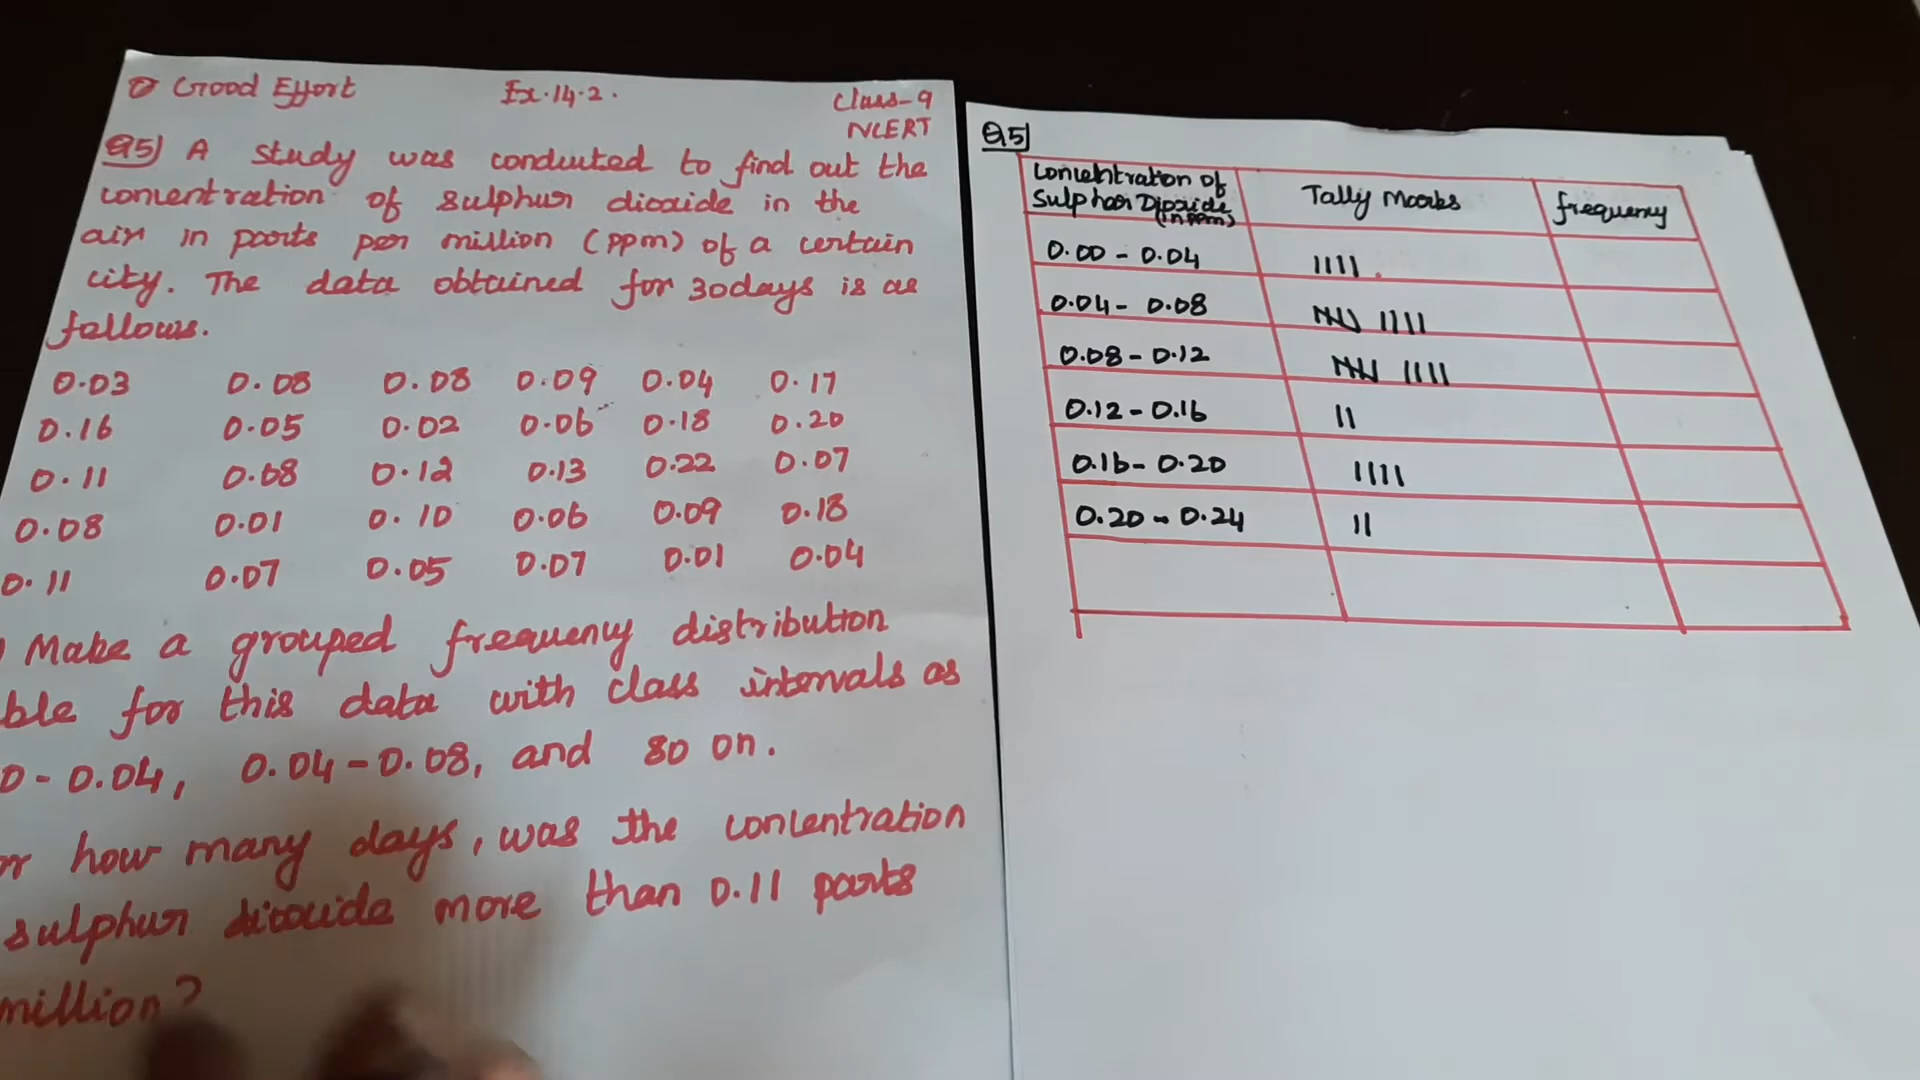 Good Effort Ex.14.2. Class-9
NCERT
Q5) A study was conducted to find out the
concentration of sulphur dioxide in the
air in parts per million (ppm) of a certain
city. The data obtained for 30days is as
follows.
0.03 0.08 0.08 0.09 0.04 0.17
0.16 0.05 0.02 0.06 0.18 0.20
0.11 0.08 0.12 0.13 0.22 0.07
0.08 0.01 0.10 0.06 0.09 0.18
0.11 0.07 0.05 0.07 0.01 0.04
) Make a grouped frequency distribution
ble for this data with class intervals as
0 - 0.04, 0.04 - 0.08, and so on.
or how many days, was the concentration
sulphur dioxide more than 0.11 parts
million?
Q5)
Concentration of
Sulphur Dioxide
(in ppm)
Tally Marks
frequency
0.00 - 0.04 ||||
0.04 - 0.08 |||| ||||
0.08 - 0.12 |||| ||||
0.12 - 0.16 ||
0.16 - 0.20 ||||
0.20 - 0.24 ||